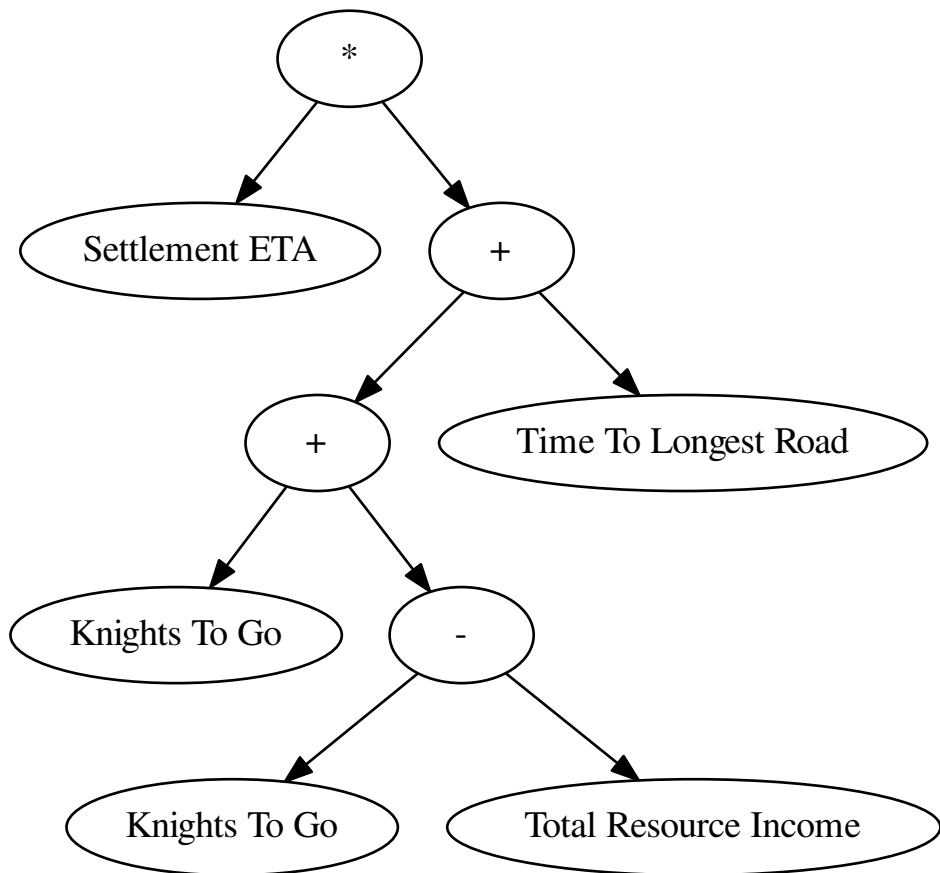 *
Settlement ETA
+
+
Time To Longest Road
Knights To Go
-
Knights To Go
Total Resource Income